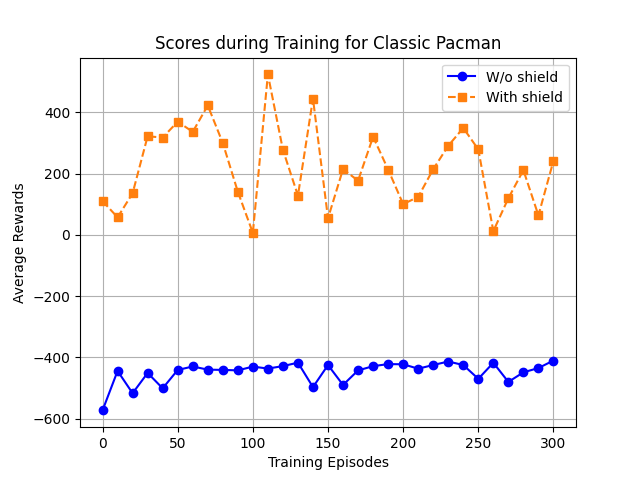 Scores during Training for Classic Pacman
W/o shield
With shield
Average Rewards
400
200
0
−200
−400
−600
0 50 100 150 200 250 300
Training Episodes